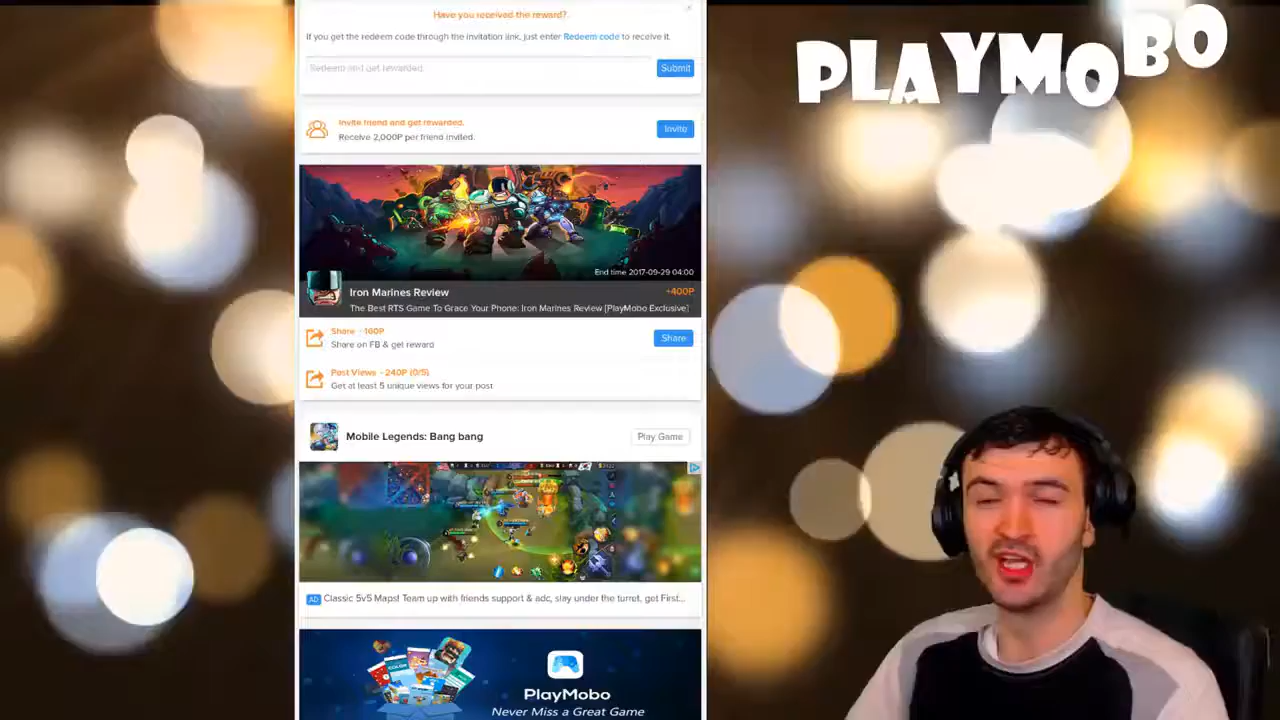 PLAYMOBO
Have you received the reward?.
If you get the redeem code through the invitation link, just enter Redeem code to receive it.
Redeem and get rewarded.
Submit
Invite friend and get rewarded.
Receive 2,000P per friend invited.
Invite
End time 2017-09-29 04:00
Iron Marines Review
+400P
The Best RTS Game To Grace Your Phone: Iron Marines Review [PlayMobo Exclusive]
Share - 160P
Share on FB & get reward
Share
Post Views - 240P (0/5)
Get at least 5 unique views for your post
Mobile Legends: Bang bang
Play Game
AD Classic 5v5 Maps! Team up with friends support & adc, slay under the turret, get First...
PlayMobo
Never Miss a Great Game